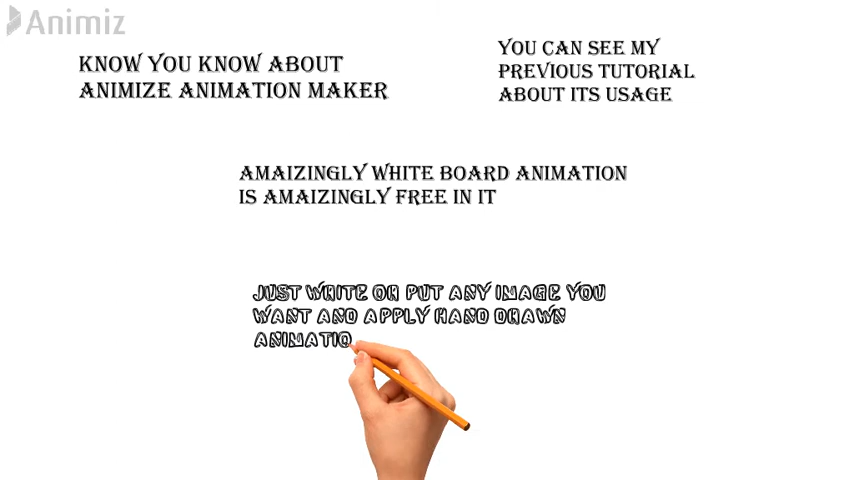 Animiz
KNOW YOU KNOW ABOUT
ANIMIZE ANIMATION MAKER
YOU CAN SEE MY
PREVIOUS TUTORIAL
ABOUT ITS USAGE
AMAIZINGLY WHITE BOARD ANIMATION
IS AMAIZINGLY FREE IN IT
JUST WRITE OR PUT ANY IMAGE YOU
WANT AND APPLY HAND DRAWN
ANIMATIO